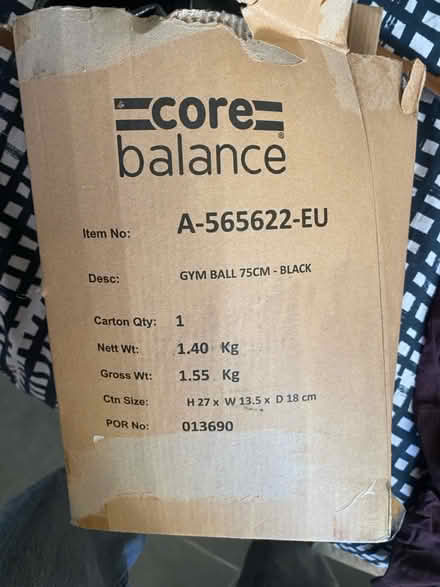 core
balance®
Item No: A-565622-EU
Desc: GYM BALL 75CM - BLACK
Carton Qty: 1
Nett Wt: 1.40 Kg
Gross Wt: 1.55 Kg
Ctn Size: H 27 x W 13.5 x D 18 cm
POR No: 013690